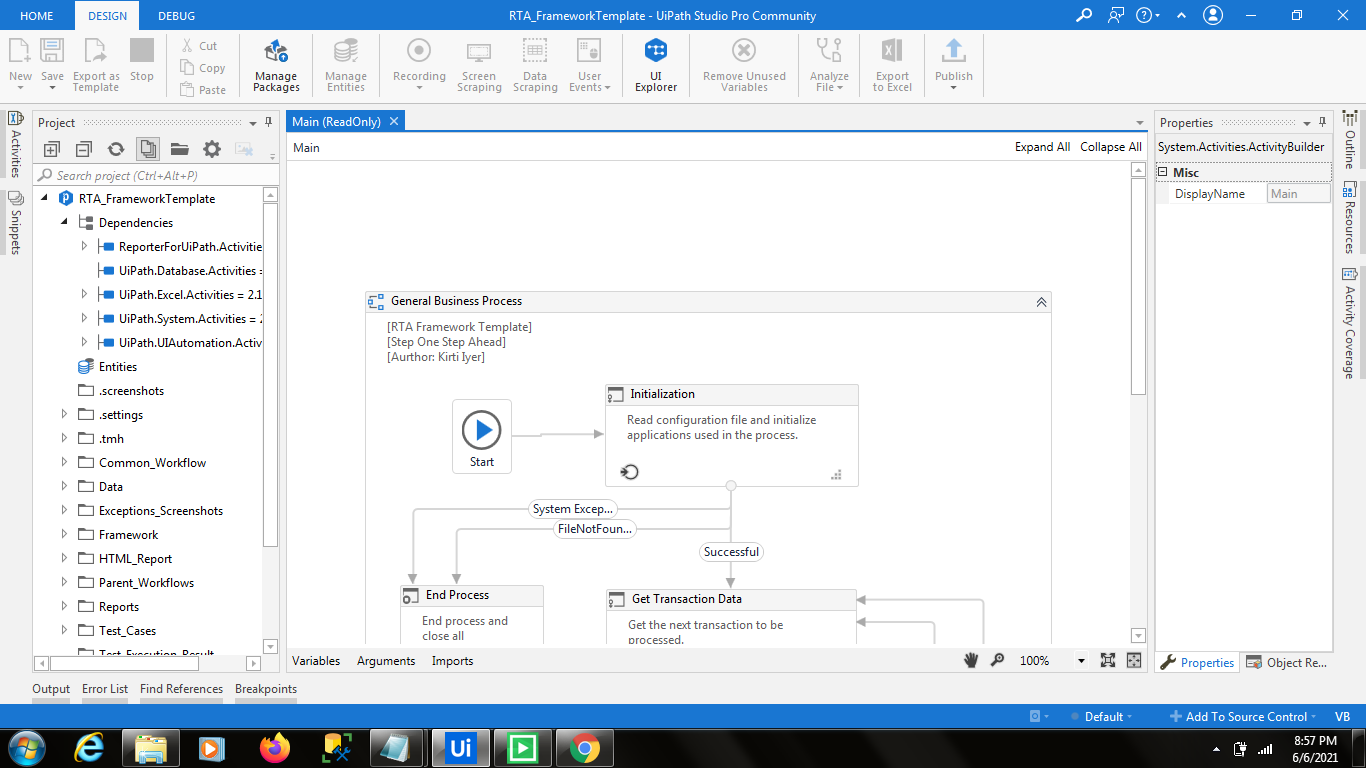 HOME DESIGN DEBUG RTA_FrameworkTemplate - UiPath Studio Pro Community
New Save Export as Template Stop
Cut
Copy
Paste
Manage Packages
Manage Entities
Recording
Screen Scraping
Data Scraping
User Events
UI Explorer
Remove Unused Variables
Analyze File
Export to Excel
Publish
Activities
Snippets
Project
Search project (Ctrl+Alt+P)
RTA_FrameworkTemplate
Dependencies
ReporterForUiPath.Activitie
UiPath.Database.Activities =
UiPath.Excel.Activities = 2.1
UiPath.System.Activities = 2
UiPath.UIAutomation.Activ
Entities
.screenshots
.settings
.tmh
Common_Workflow
Data
Exceptions_Screenshots
Framework
HTML_Report
Parent_Workflows
Reports
Test_Cases
Test_Execution_Result
Main (ReadOnly)
Main Expand All Collapse All
General Business Process
[RTA Framework Template]
[Step One Step Ahead]
[Aurthor: Kirti Iyer]
Start
Initialization
Read configuration file and initialize
applications used in the process.
System Excep...
FileNotFoun...
Successful
End Process
End process and
close all
Get Transaction Data
Get the next transaction to be
processed.
Variables Arguments Imports 100%
Properties
System.Activities.ActivityBuilder
Misc
DisplayName Main
Properties Object Re...
Outline
Resources
Activity Coverage
Output Error List Find References Breakpoints
Default Add To Source Control VB
Ui
8:57 PM
6/6/2021